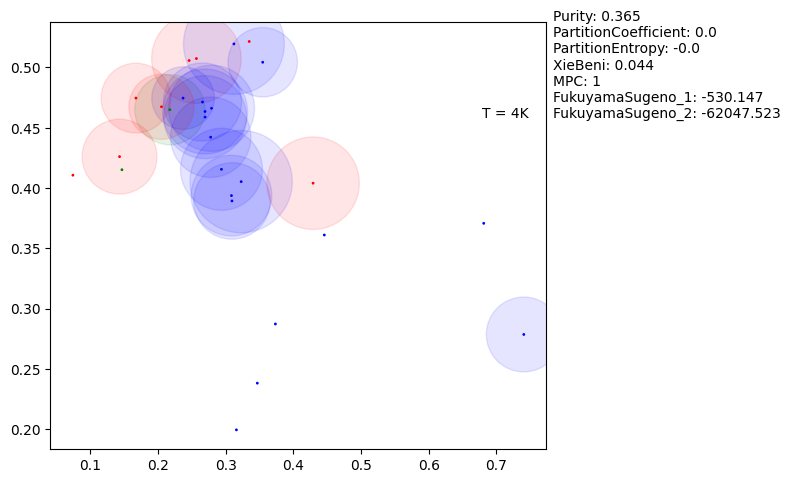 Purity: 0.365
PartitionCoefficient: 0.0
PartitionEntropy: -0.0
XieBeni: 0.044
MPC: 1
FukuyamaSugeno_1: -530.147
FukuyamaSugeno_2: -62047.523
T = 4K
0.50
0.45
0.40
0.35
0.30
0.25
0.20
0.1 0.2 0.3 0.4 0.5 0.6 0.7